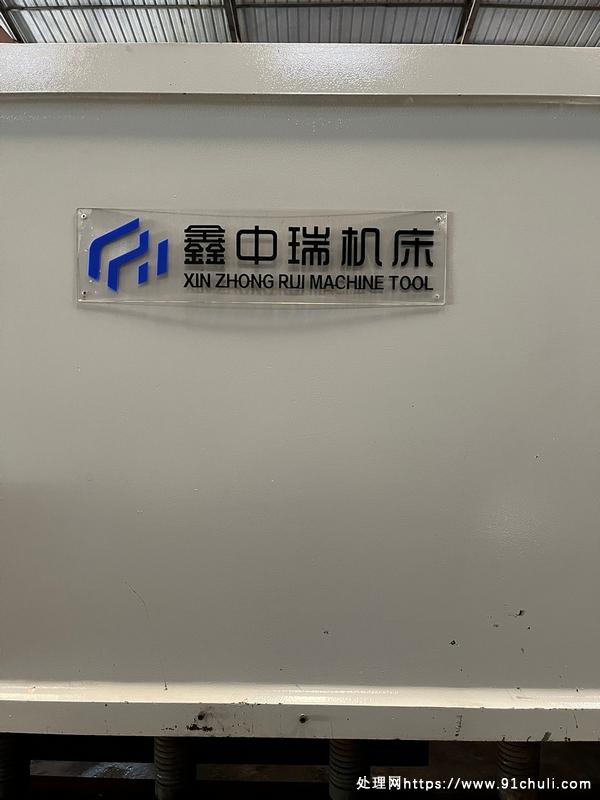 鑫中瑞机床
XIN ZHONG RUI MACHINE TOOL
处理网https://www.91chuli.com